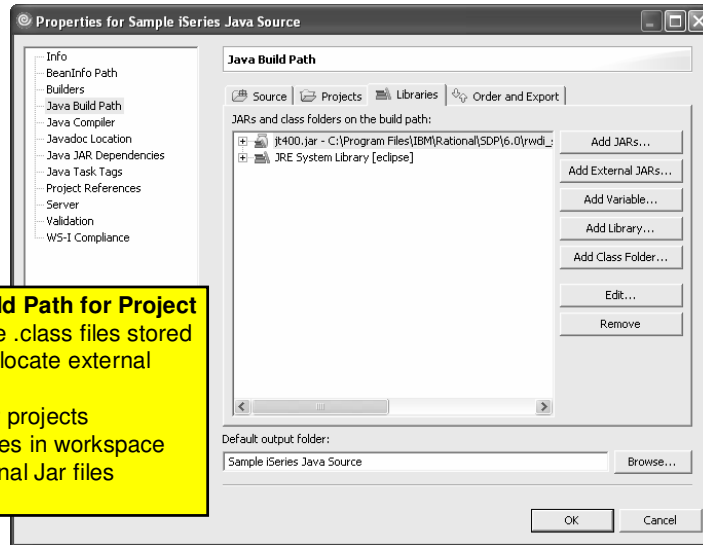 Properties for Sample iSeries Java Source
Info
BeanInfo Path
Builders
Java Build Path
Java Compiler
Javadoc Location
Java JAR Dependencies
Java Task Tags
Project References
Server
Validation
WS-I Compliance
Java Build Path
Source
Projects
Libraries
Order and Export
JARs and class folders on the build path:
jt400.jar - C:\Program Files\IBM\Rational\SDP\6.0\rwdi_
JRE System Library [eclipse]
Add JARs...
Add External JARs...
Add Variable...
Add Library...
Add Class Folder...
Edit...
Remove
Path for Project
.class files stored
locate external
projects
in workspace
Jar files
Default output folder:
Sample iSeries Java Source
Browse...
OK
Cancel